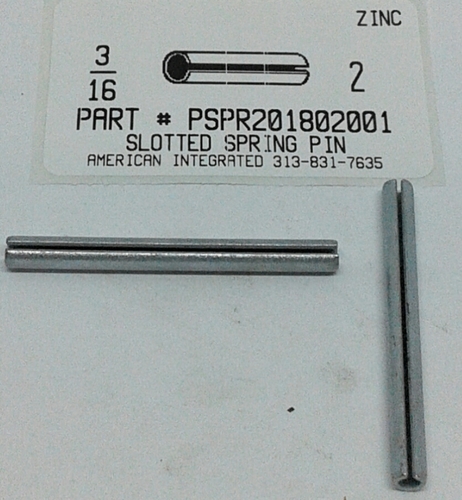 ZINC
3
16
2
PART # PSPR201802001
SLOTTED SPRING PIN
AMERICAN INTEGRATED 313-831-7635